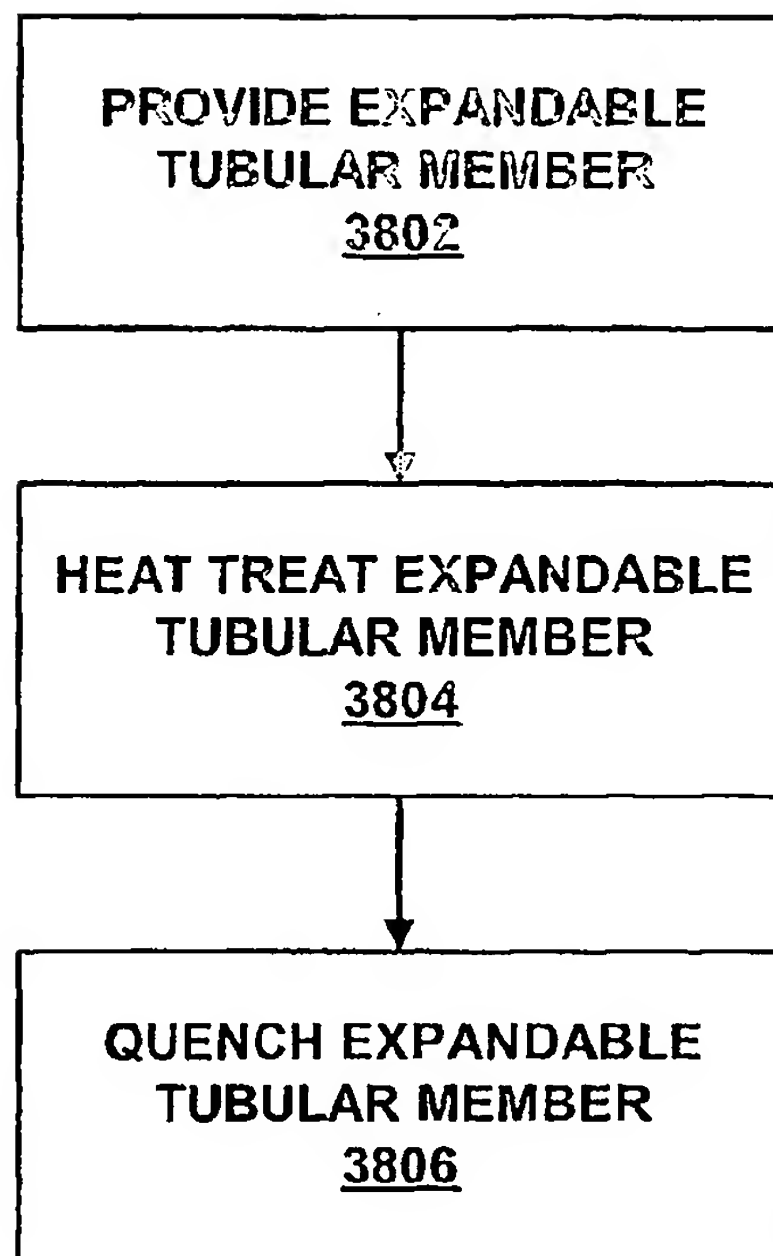 PROVIDE EXPANDABLE
TUBULAR MEMBER
3802
HEAT TREAT EXPANDABLE
TUBULAR MEMBER
3804
QUENCH EXPANDABLE
TUBULAR MEMBER
3806